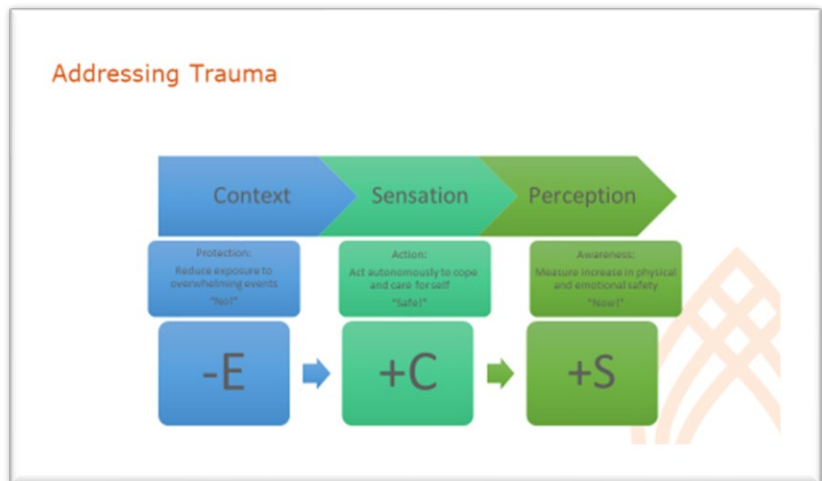 Addressing Trauma
Context
Sensation
Perception
Protection:
Reduce exposure to
overwhelming events
"No!"
Action:
Act autonomously to cope
and care for self
"Safe!"
Awareness:
Measure increase in physical
and emotional safety
"Now!"
-E
+C
+S